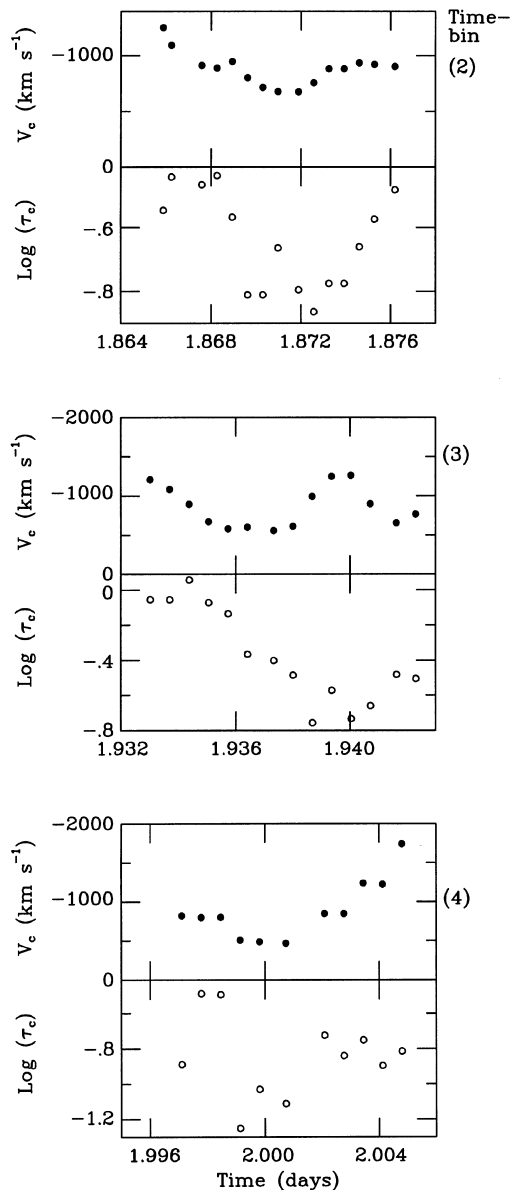 Time-
bin
(2)
−1000
0
V_c (km s⁻¹)
−.6
−.8
Log (τ_c)
1.864 1.868 1.872 1.876
(3)
−2000
−1000
0
V_c (km s⁻¹)
0
−.4
−.8
Log (τ_c)
1.932 1.936 1.940
(4)
−2000
−1000
0
V_c (km s⁻¹)
−.8
−1.2
Log (τ_c)
1.996 2.000 2.004
Time (days)